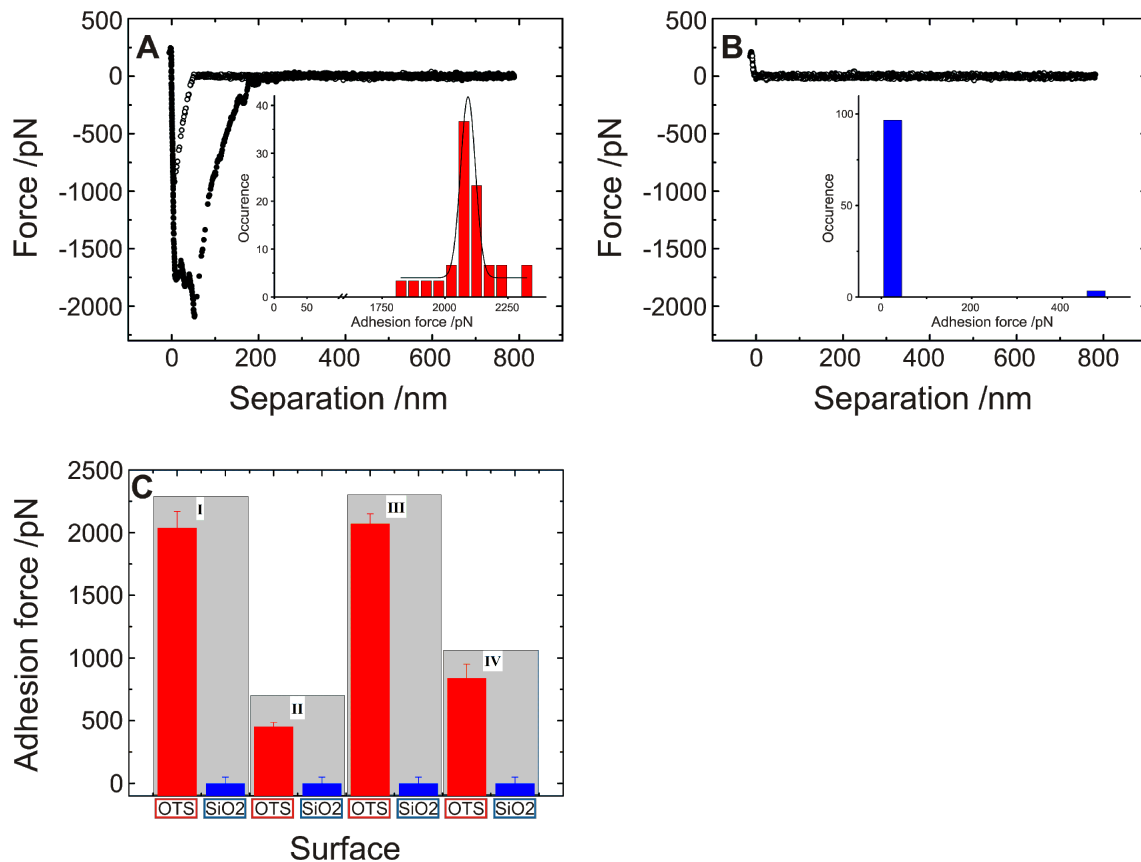 A
500
0
-500
-1000
-1500
-2000
Force /pN
0 200 400 600 800
Separation /nm
40
30
20
10
0
Occurence
0 50 1750 2000 2250
Adhesion force /pN
B
500
0
-500
-1000
-1500
-2000
Force /pN
0 200 400 600 800
Separation /nm
100
50
0
Occurence
0 200 400
Adhesion force /pN
C
2500
2000
1500
1000
500
0
Adhesion force /pN
I
II
III
IV
OTS SiO2 OTS SiO2 OTS SiO2 OTS SiO2
Surface